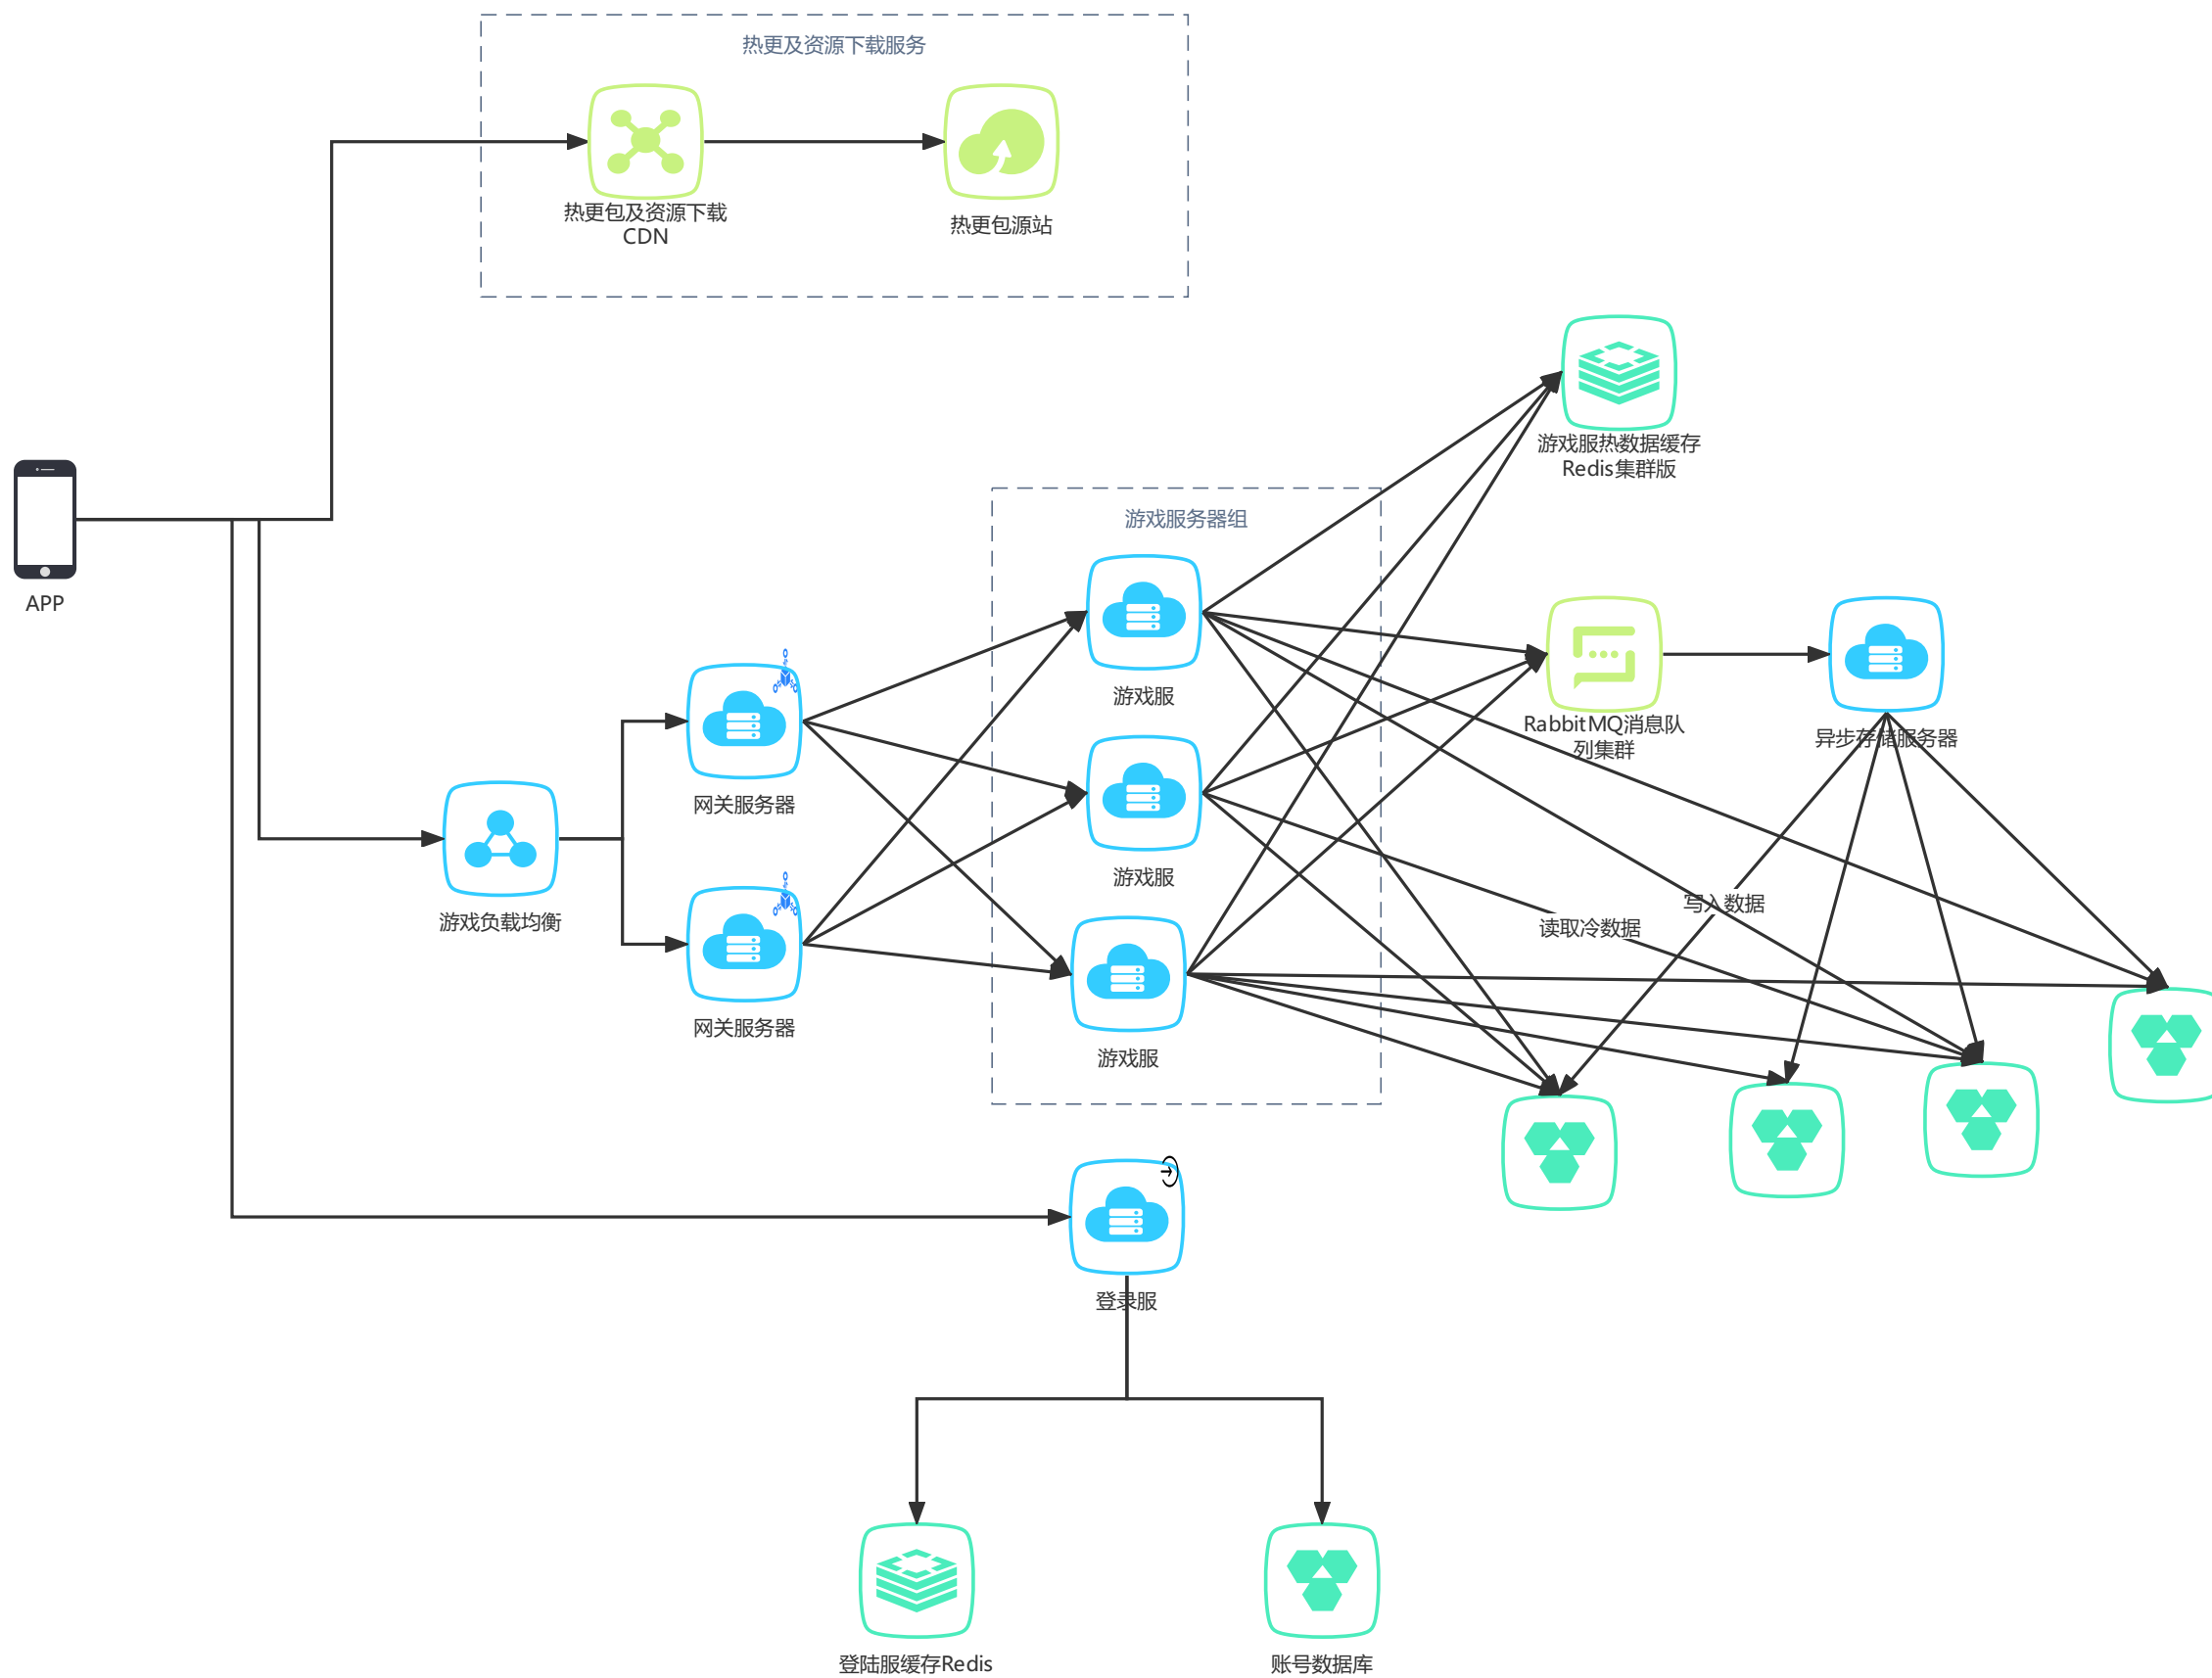 热更及资源下载服务
热更包及资源下载
CDN
热更包源站
游戏服热数据缓存
Redis集群版
游戏服务器组
APP
游戏服
RabbitMQ消息队
列集群
异步存储服务器
网关服务器
游戏服
写入数据
游戏负载均衡
读取冷数据
网关服务器
游戏服
登录服
登陆服缓存Redis
账号数据库